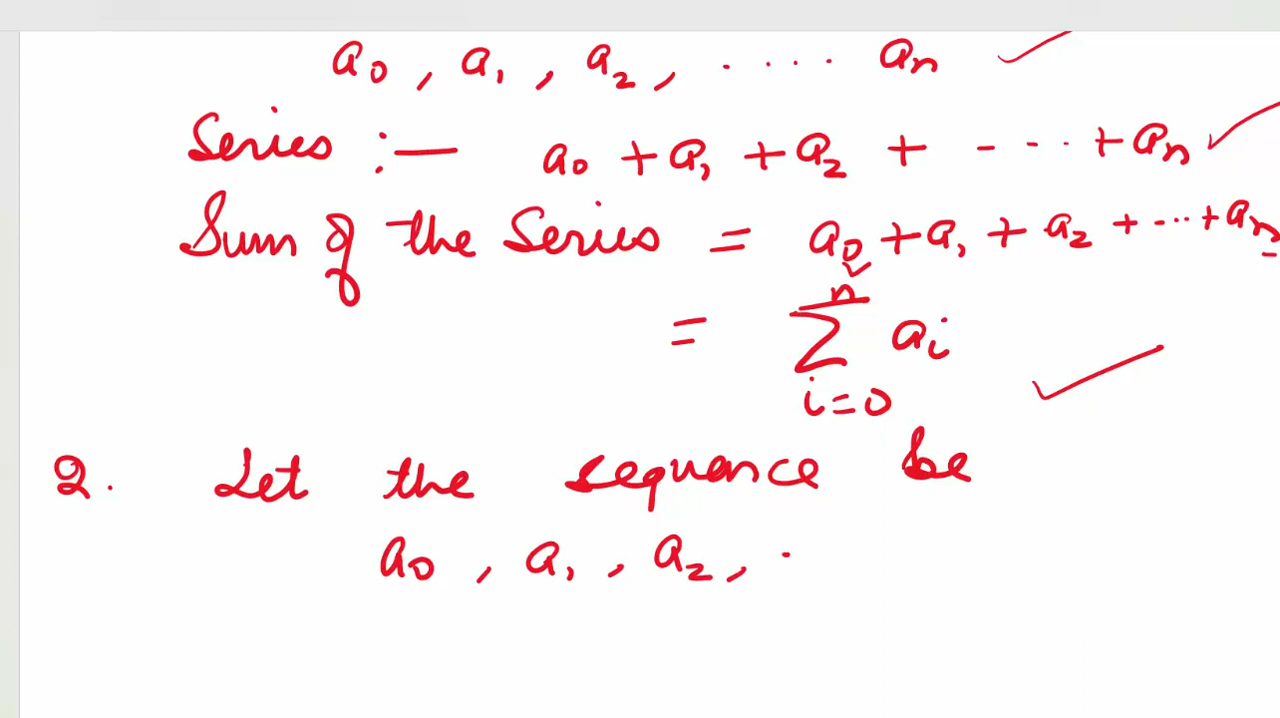 a₀ , a₁ , a₂ , ..... aₙ
Series :— a₀ + a₁ + a₂ + - - ·· + aₙ
Sum of the Series = a₀ + a₁ + a₂ + -··· + aₙ
n
= ∑ aᵢ
i=0
2. Let the sequence be
a₀ , a₁ , a₂ , ·